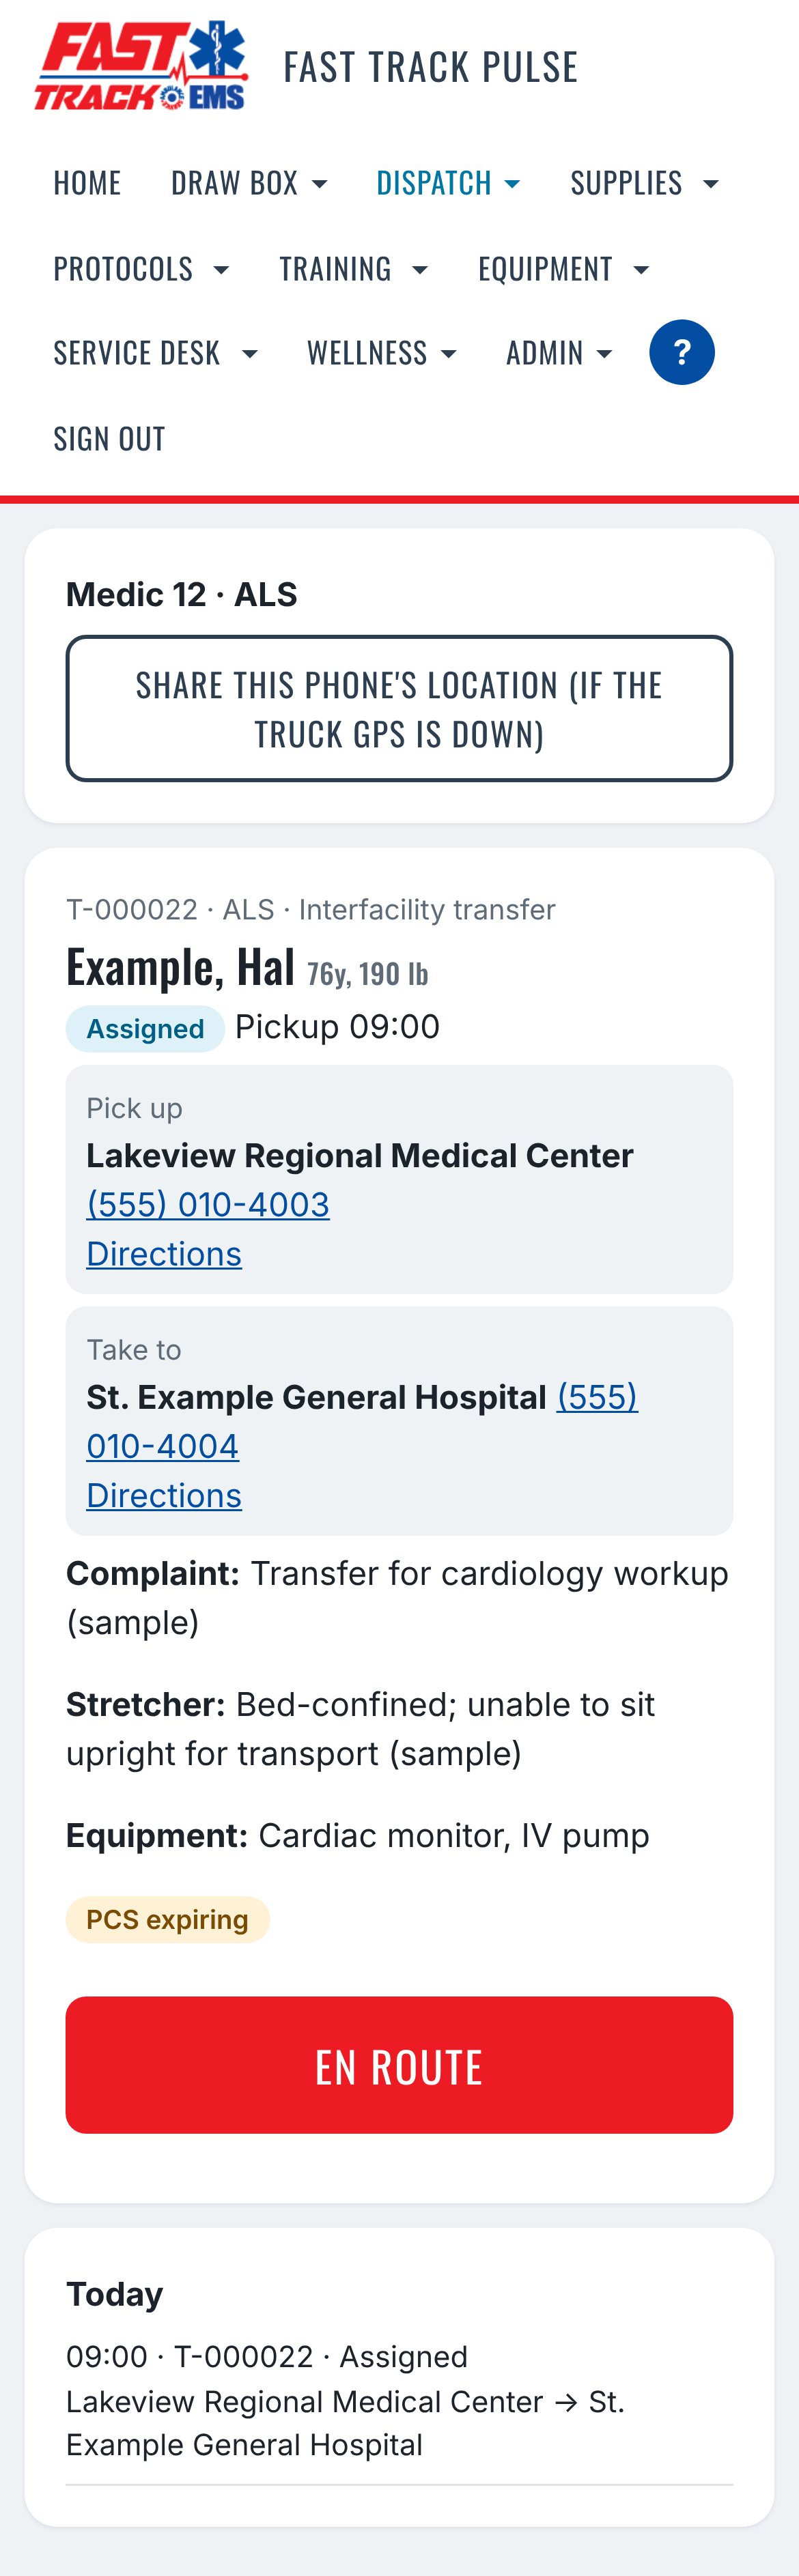 FAST
TRACK EMS
FAST TRACK PULSE
HOME DRAW BOX DISPATCH SUPPLIES
PROTOCOLS TRAINING EQUIPMENT
SERVICE DESK WELLNESS ADMIN ?
SIGN OUT
Medic 12 · ALS
SHARE THIS PHONE'S LOCATION (IF THE
TRUCK GPS IS DOWN)
T-000022 · ALS · Interfacility transfer
Example, Hal 76y, 190 lb
Assigned Pickup 09:00
Pick up
Lakeview Regional Medical Center
(555) 010-4003
Directions
Take to
St. Example General Hospital (555)
010-4004
Directions
Complaint: Transfer for cardiology workup
(sample)
Stretcher: Bed-confined; unable to sit
upright for transport (sample)
Equipment: Cardiac monitor, IV pump
PCS expiring
EN ROUTE
Today
09:00 · T-000022 · Assigned
Lakeview Regional Medical Center → St.
Example General Hospital